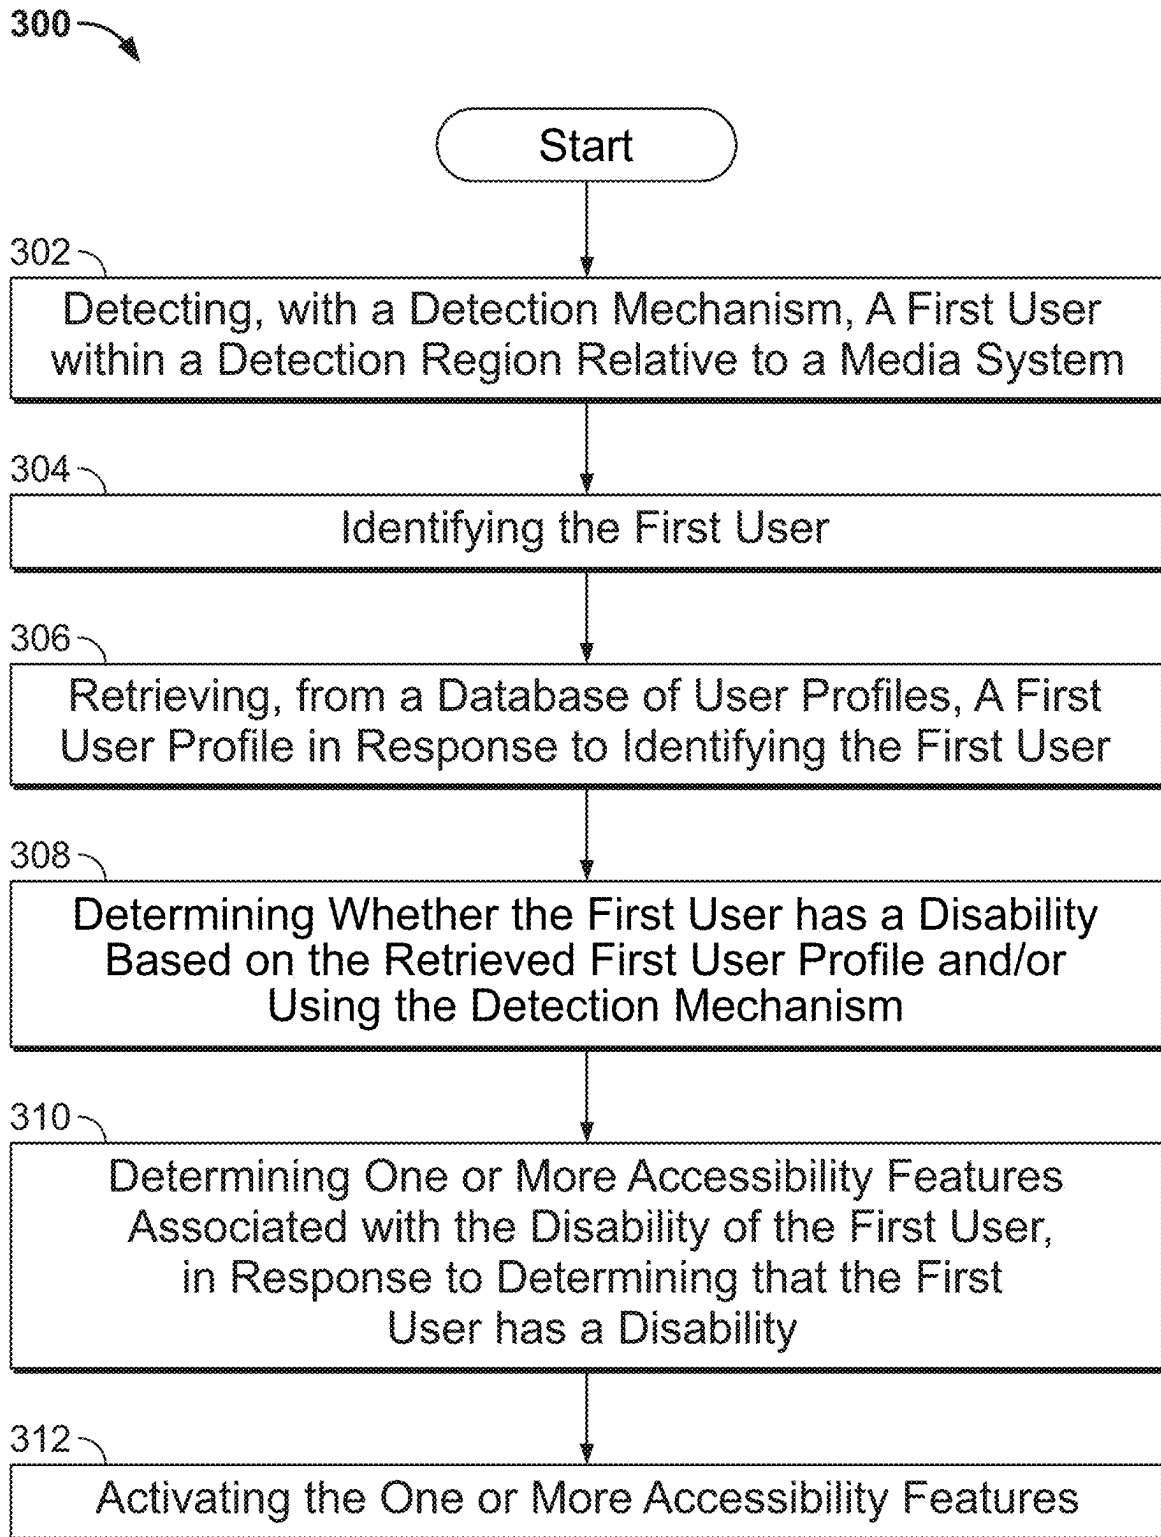 300
Start
302
Detecting, with a Detection Mechanism, A First User
within a Detection Region Relative to a Media System
304
Identifying the First User
306
Retrieving, from a Database of User Profiles, A First
User Profile in Response to Identifying the First User
308
Determining Whether the First User has a Disability
Based on the Retrieved First User Profile and/or
Using the Detection Mechanism
310
Determining One or More Accessibility Features
Associated with the Disability of the First User,
in Response to Determining that the First
User has a Disability
312
Activating the One or More Accessibility Features